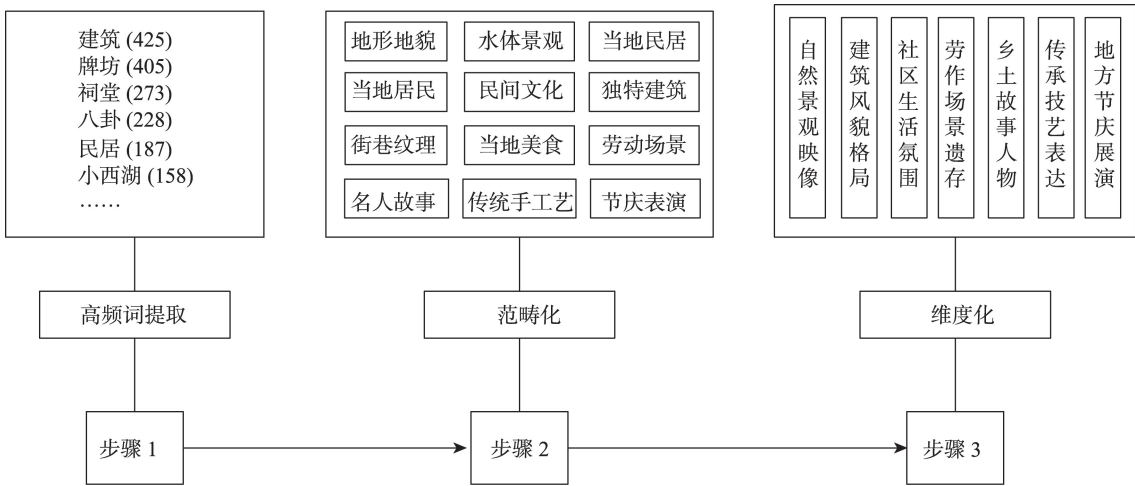 建筑 (425)
牌坊 (405)
祠堂 (273)
八卦 (228)
民居 (187)
小西湖 (158)
……
高频词提取
步骤 1
地形地貌
水体景观
当地民居
当地居民
民间文化
独特建筑
街巷纹理
当地美食
劳动场景
名人故事
传统手工艺
节庆表演
范畴化
步骤 2
自然景观映像
建筑风貌格局
社区生活氛围
劳作场景遗存
乡土故事人物
传承技艺表达
地方节庆展演
维度化
步骤 3